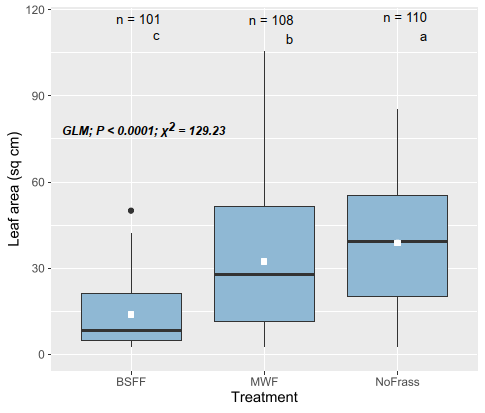 120
90
60
30
0
Leaf area (sq cm)
n = 101
n = 108
n = 110
c
b
a
GLM; P < 0.0001; χ² = 129.23
BSFF
MWF
NoFrass
Treatment